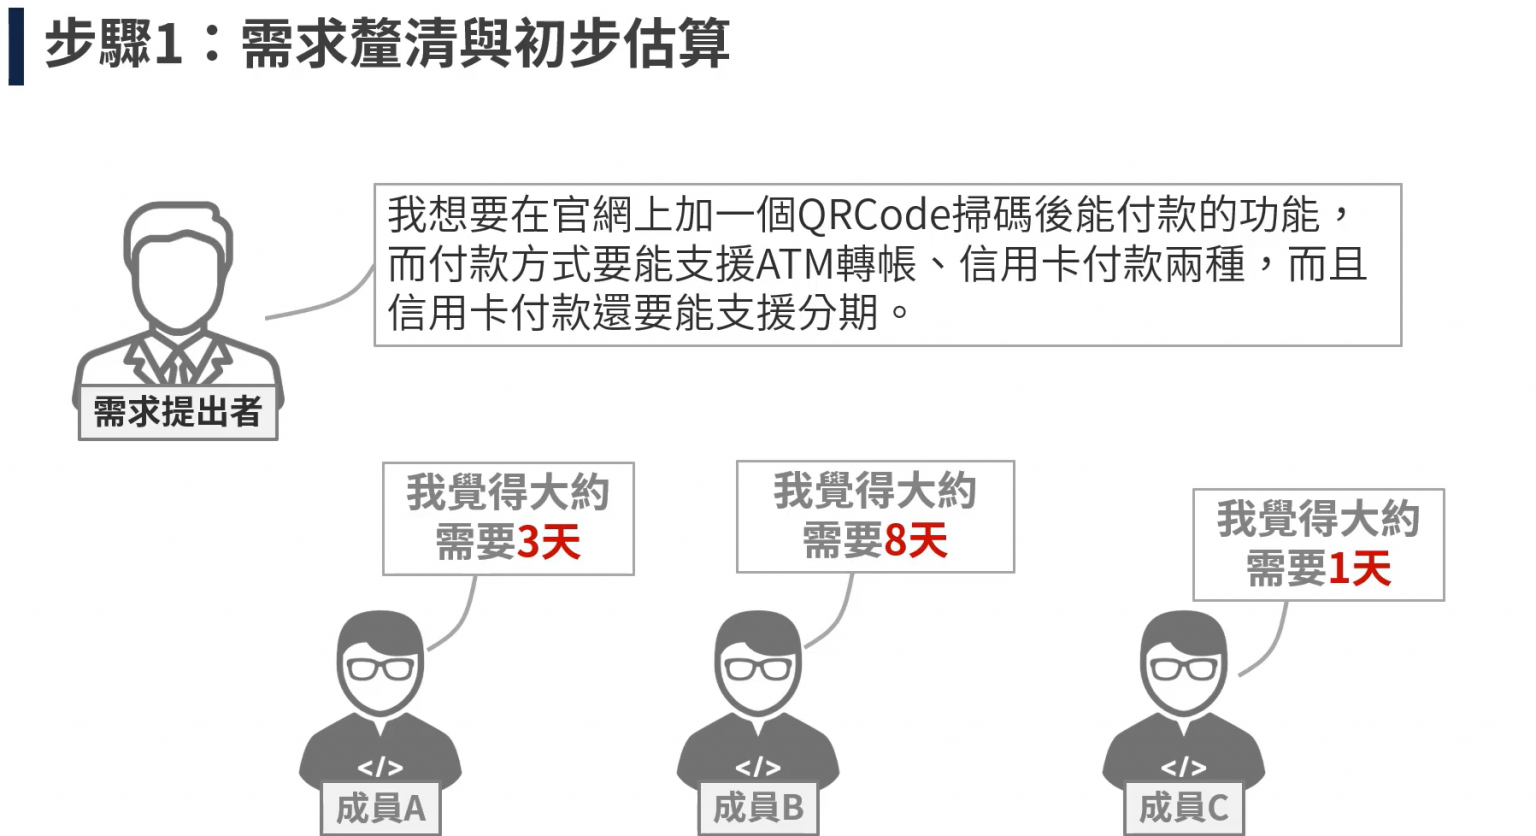 步驟1：需求釐清與初步估算
我想要在官網上加一個QRCode掃碼後能付款的功能，
而付款方式要能支援ATM轉帳、信用卡付款兩種，而且
信用卡付款還要能支援分期。
需求提出者
我覺得大約
需要3天
我覺得大約
需要8天
我覺得大約
需要1天
</>
</>
</>
成員A
成員B
成員C